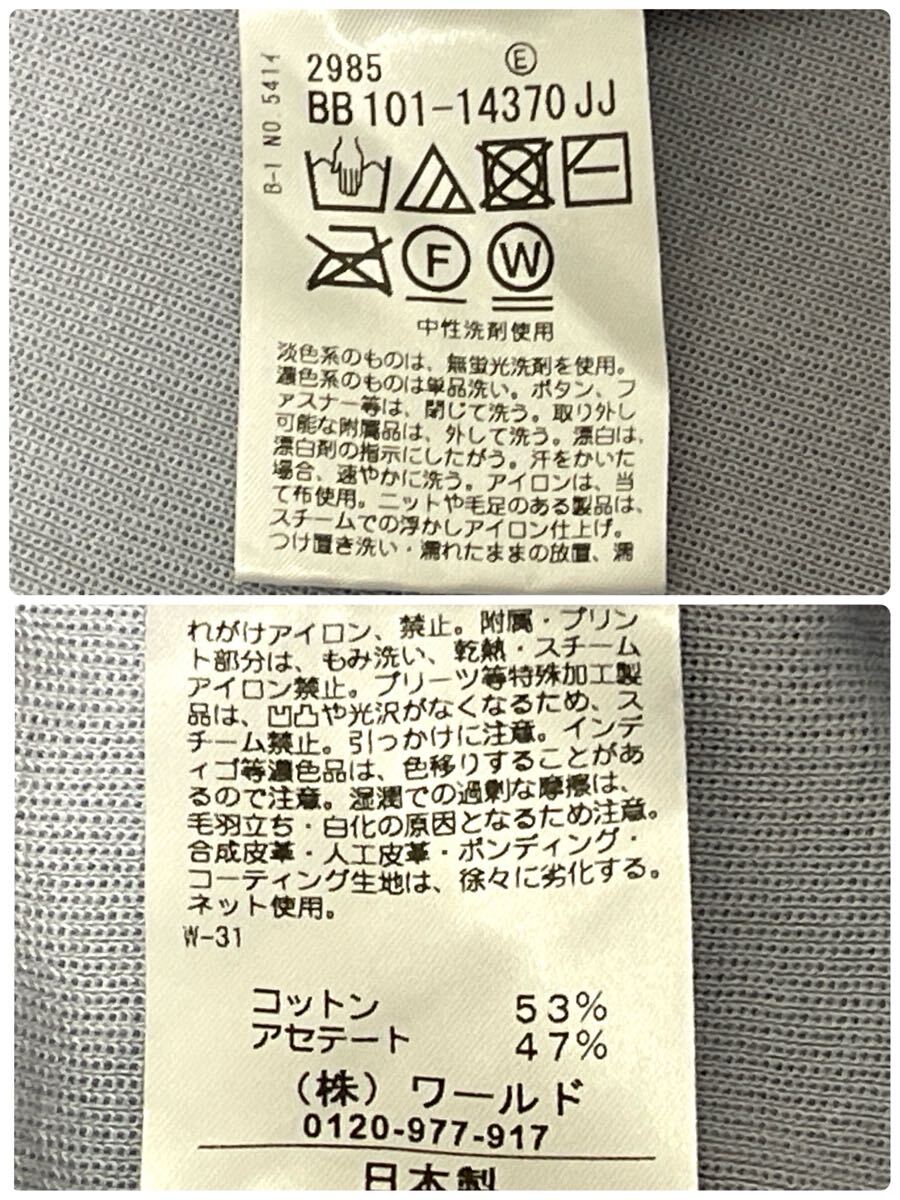 B-1 NO 541イ
2985 Ⓔ
BB101-14370JJ
F W
中性洗剤使用
淡色系のものは、無蛍光洗剤を使用。
濃色系のものは単品洗い。ボタン、フ
ァスナー等は、閉じて洗う。取り外し
可能な附属品は、外して洗う。漂白は、
漂白剤の指示にしたがう。汗をかいた
場合、速やかに洗う。アイロンは、当
て布使用。ニットや毛足のある製品は、
スチームでの浮かしアイロン仕上げ。
つけ置き洗い・濡れたままの放置、濡
れがけアイロン、禁止。附属・プリン
ト部分は、もみ洗い、乾熱・スチーム
アイロン禁止。プリーツ等特殊加工製
品は、凹凸や光沢がなくなるため、ス
チーム禁止。引っかけに注意。インデ
ィゴ等濃色品は、色移りすることがあ
るので注意。湿潤での過剰な摩擦は、
毛羽立ち・白化の原因となるため注意。
合成皮革・人工皮革・ボンディング・
コーティング生地は、徐々に劣化する。
ネット使用。
W-31
コットン 53%
アセテート 47%
(株)ワールド
0120-977-917
日本製